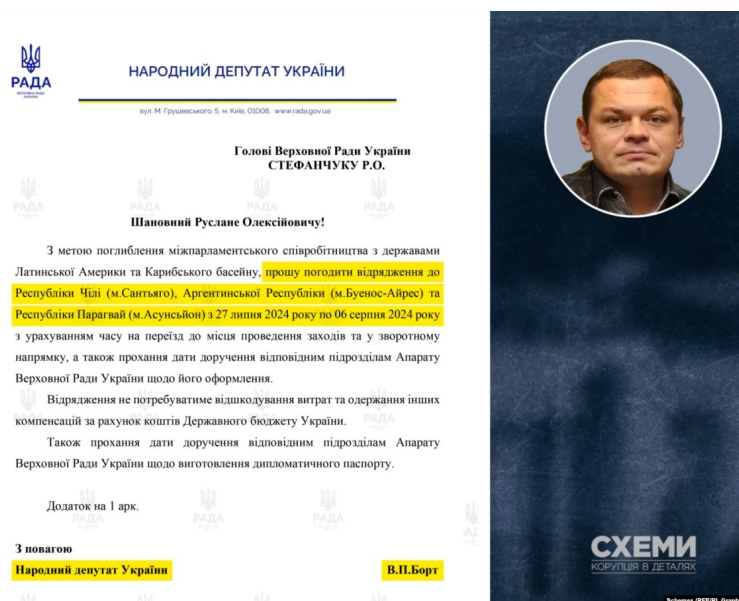 НАРОДНИЙ ДЕПУТАТ УКРАЇНИ
РАДА
ВЕРХОВНА РАДА
УКРАЇНИ
вул. М. Грушевського, 5, м. Київ, 01008, www.rada.gov.ua
Голові Верховної Ради України
СТЕФАНЧУКУ Р.О.
Шановний Руслане Олексійовичу!
З метою поглиблення міжпарламентського співробітництва з державами
Латинської Америки та Карибського басейну, прошу погодити відрядження до
Республіки Чілі (м.Сантьяго), Аргентинської Республіки (м.Буенос-Айрес) та
Республіки Парагвай (м.Асунсьйон) з 27 липня 2024 року по 06 серпня 2024 року
з урахуванням часу на переїзд до місця проведення заходів та у зворотному
напрямку, а також прохання дати доручення відповідним підрозділам Апарату
Верховної Ради України щодо його оформлення.
Відрядження не потребуватиме відшкодування витрат та одержання інших
компенсацій за рахунок коштів Державного бюджету України.
Також прохання дати доручення відповідним підрозділам Апарату
Верховної Ради України щодо виготовлення дипломатичного паспорту.
Додаток на 1 арк.
З повагою
Народний депутат України В.П.Борт
СХЕМИ
КОРУПЦІЯ В ДЕТАЛЯХ